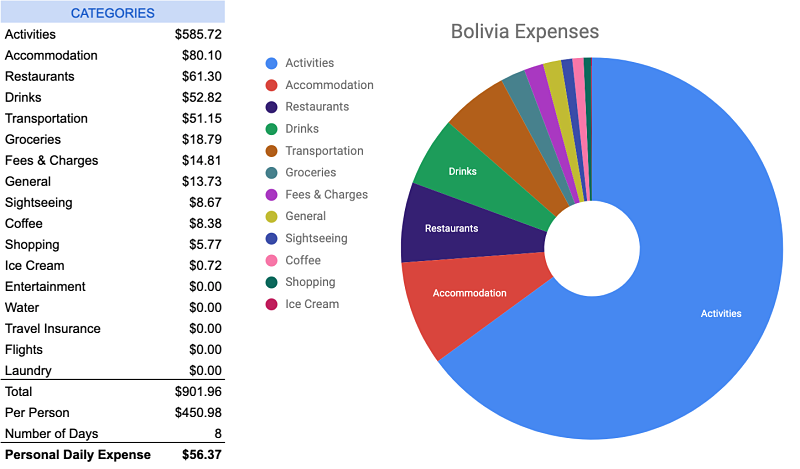 CATEGORIES
Activities $585.72
Accommodation $80.10
Restaurants $61.30
Drinks $52.82
Transportation $51.15
Groceries $18.79
Fees & Charges $14.81
General $13.73
Sightseeing $8.67
Coffee $8.38
Shopping $5.77
Ice Cream $0.72
Entertainment $0.00
Water $0.00
Travel Insurance $0.00
Flights $0.00
Laundry $0.00
Total $901.96
Per Person $450.98
Number of Days 8
Personal Daily Expense $56.37
Bolivia Expenses
Activities
Accommodation
Restaurants
Drinks
Transportation
Groceries
Fees & Charges
General
Sightseeing
Coffee
Shopping
Ice Cream
Drinks
Restaurants
Accommodation
Activities